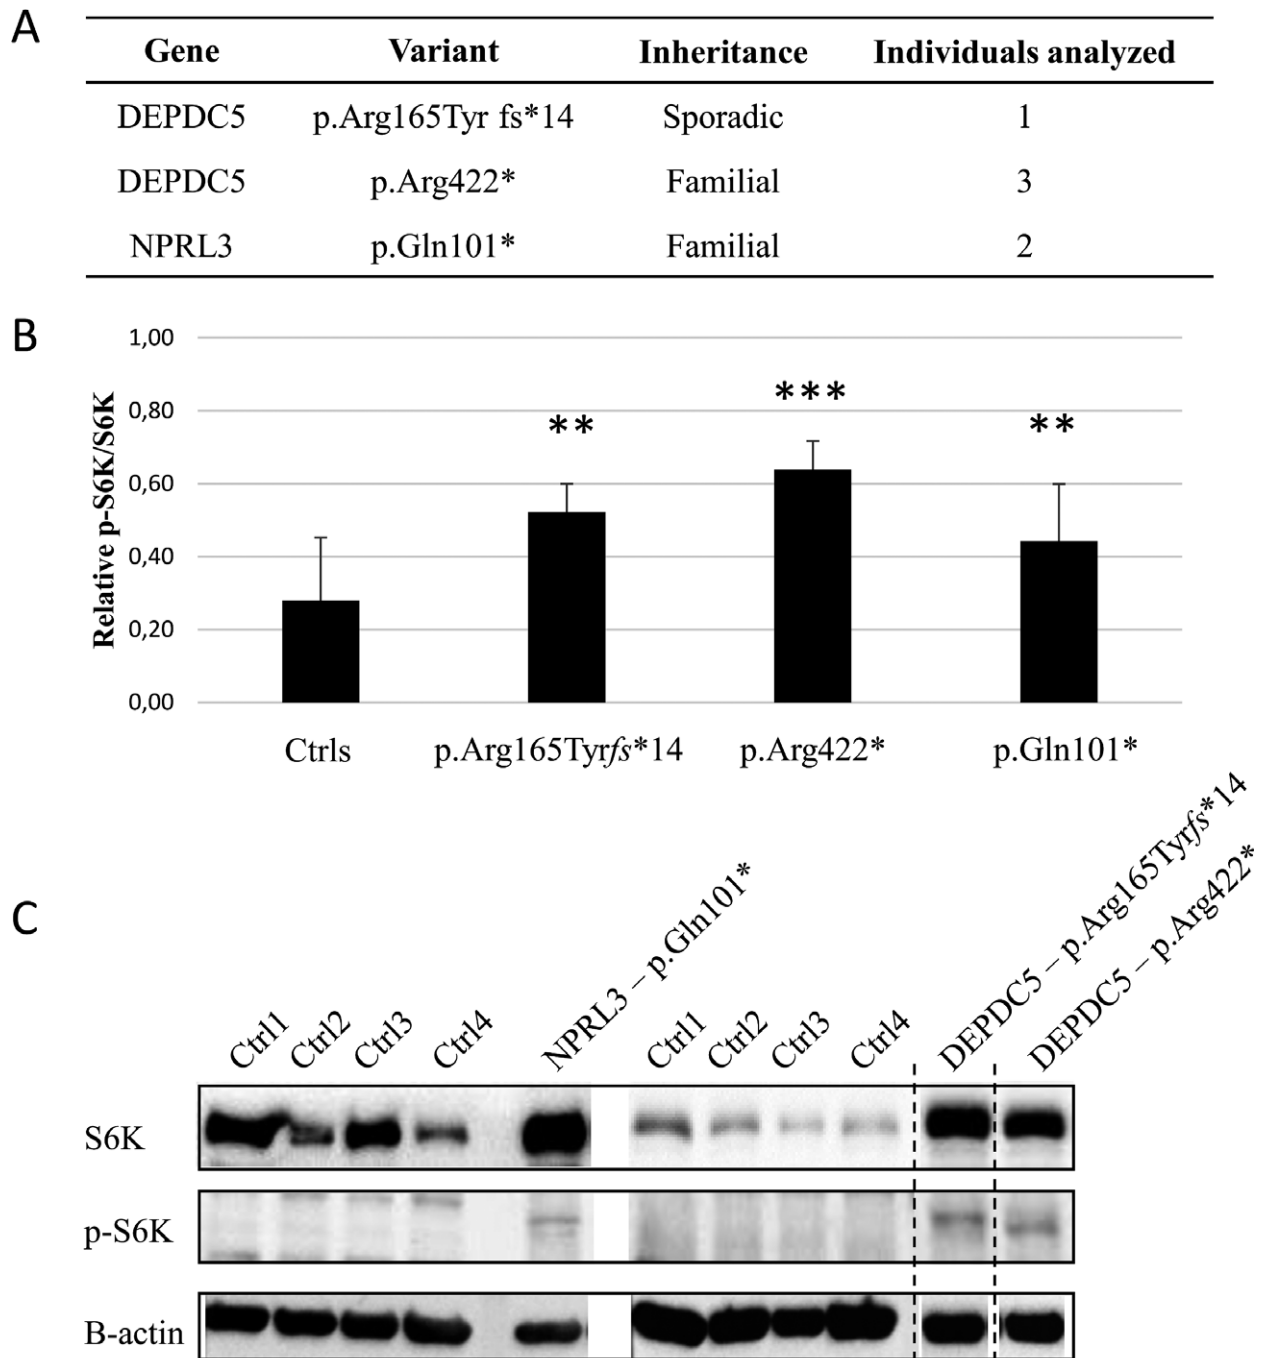 A
Gene Variant Inheritance Individuals analyzed
DEPDC5 p.Arg165Tyr fs*14 Sporadic 1
DEPDC5 p.Arg422* Familial 3
NPRL3 p.Gln101* Familial 2
B
Relative p-S6K/S6K
1,00
0,80
0,60
0,40
0,20
0,00
** *** **
Ctrls p.Arg165Tyrfs*14 p.Arg422* p.Gln101*
C
Ctrl1 Ctrl2 Ctrl3 Ctrl4 NPRL3 – p.Gln101* Ctrl1 Ctrl2 Ctrl3 Ctrl4 DEPDC5 – p.Arg165Tyrfs*14 DEPDC5 – p.Arg422*
S6K
p-S6K
B-actin